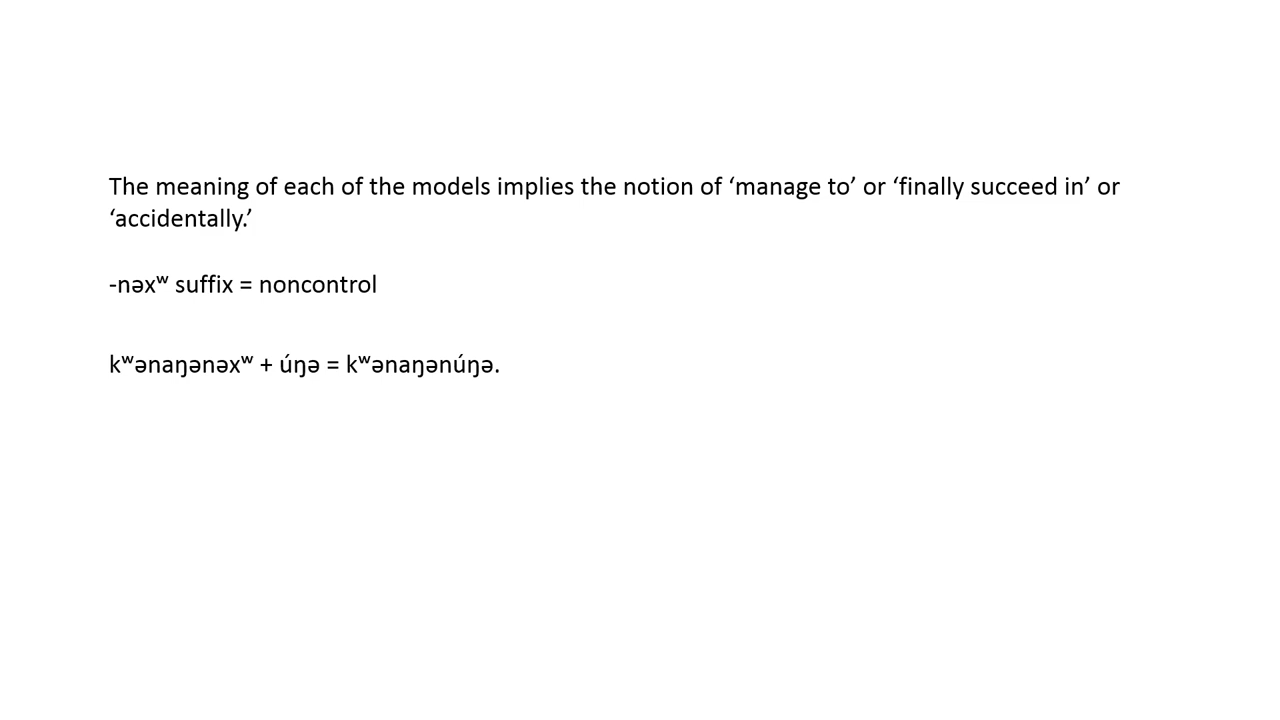 The meaning of each of the models implies the notion of ‘manage to’ or ‘finally succeed in’ or
‘accidentally.’
-nəxʷ suffix = noncontrol
kʷənaŋənəxʷ + úŋə = kʷənaŋənúŋə.